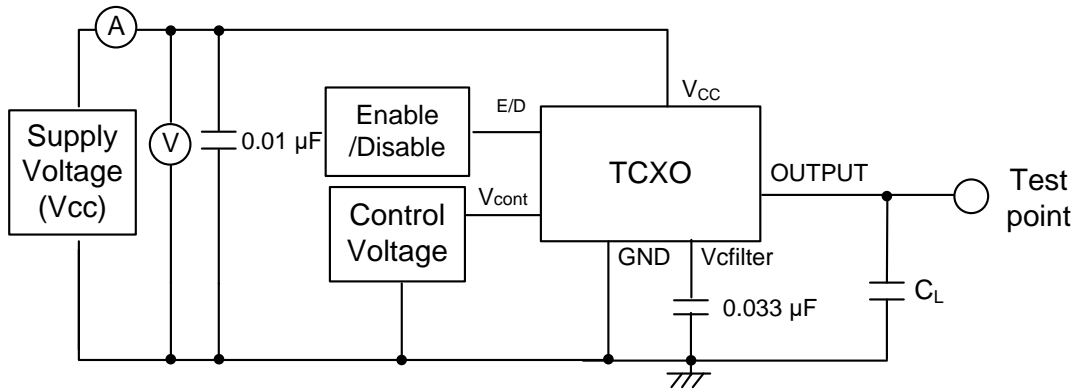 A
Supply
Voltage
(Vcc)
V
0.01 µF
Enable
/Disable
E/D
Control
Voltage
Vcont
VCC
TCXO
OUTPUT
GND
Vcfilter
0.033 µF
CL
Test
point